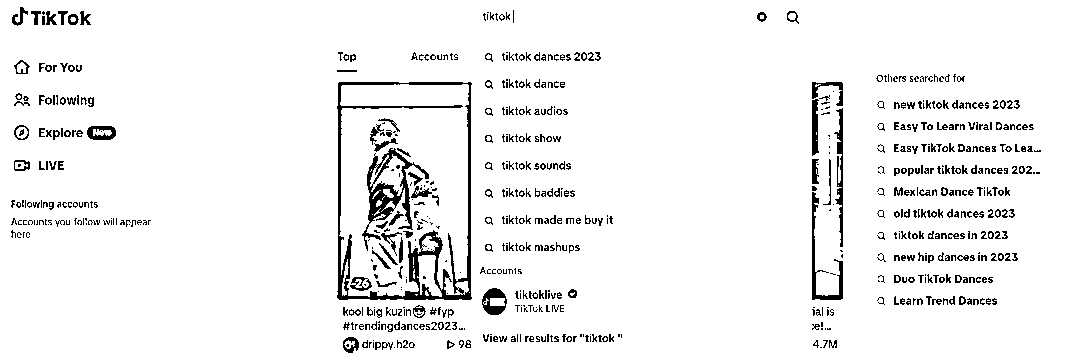 TikTok
tiktok
For You
Following
Explore New
LIVE
Following accounts
Accounts you follow will appear
here
Top Accounts
kool big kuzin😎 #fyp
#trendingdances2023...
drippy.h2o 98
tiktok dances 2023
tiktok dance
tiktok audios
tiktok show
tiktok sounds
tiktok baddies
tiktok made me buy it
tiktok mashups
Accounts
tiktoklive
TikTok LIVE
View all results for "tiktok "
ial is
4.7M
Others searched for
new tiktok dances 2023
Easy To Learn Viral Dances
Easy TikTok Dances To Lea...
popular tiktok dances 202...
Mexican Dance TikTok
old tiktok dances 2023
tiktok dances in 2023
new hip dances in 2023
Duo TikTok Dances
Learn Trend Dances